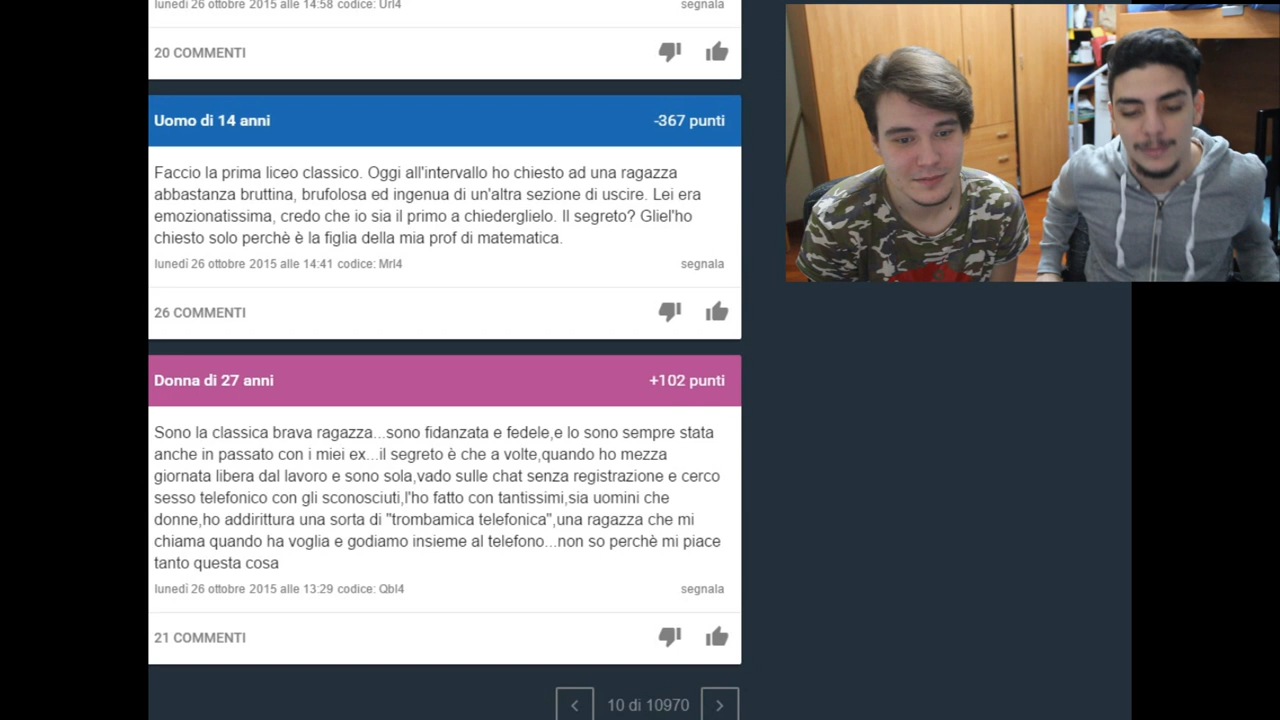 lunedì 26 ottobre 2015 alle 14:58 codice: Url4 segnala
20 COMMENTI
Uomo di 14 anni -367 punti
Faccio la prima liceo classico. Oggi all'intervallo ho chiesto ad una ragazza
abbastanza bruttina, brufolosa ed ingenua di un'altra sezione di uscire. Lei era
emozionatissima, credo che io sia il primo a chiederglielo. Il segreto? Gliel'ho
chiesto solo perchè è la figlia della mia prof di matematica.
lunedì 26 ottobre 2015 alle 14:41 codice: Mrl4 segnala
26 COMMENTI
Donna di 27 anni +102 punti
Sono la classica brava ragazza...sono fidanzata e fedele,e lo sono sempre stata
anche in passato con i miei ex...il segreto è che a volte,quando ho mezza
giornata libera dal lavoro e sono sola,vado sulle chat senza registrazione e cerco
sesso telefonico con gli sconosciuti,l'ho fatto con tantissimi,sia uomini che
donne,ho addirittura una sorta di "trombamica telefonica",una ragazza che mi
chiama quando ha voglia e godiamo insieme al telefono...non so perchè mi piace
tanto questa cosa
lunedì 26 ottobre 2015 alle 13:29 codice: Qbl4 segnala
21 COMMENTI
10 di 10970